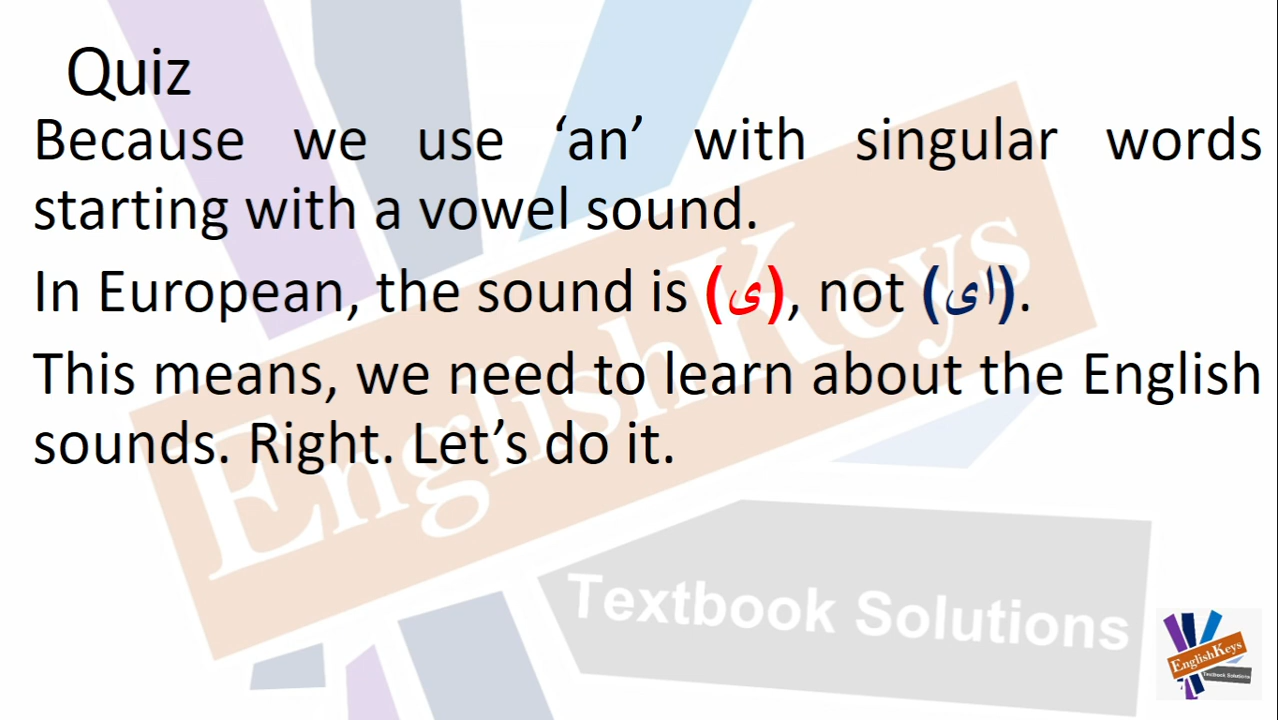 Quiz
Because we use ‘an’ with singular words
starting with a vowel sound.
In European, the sound is (ی), not (ای).
This means, we need to learn about the English
sounds. Right. Let’s do it.
EnglishKeys
Textbook Solutions
EnglishKeys
Textbook Solutions